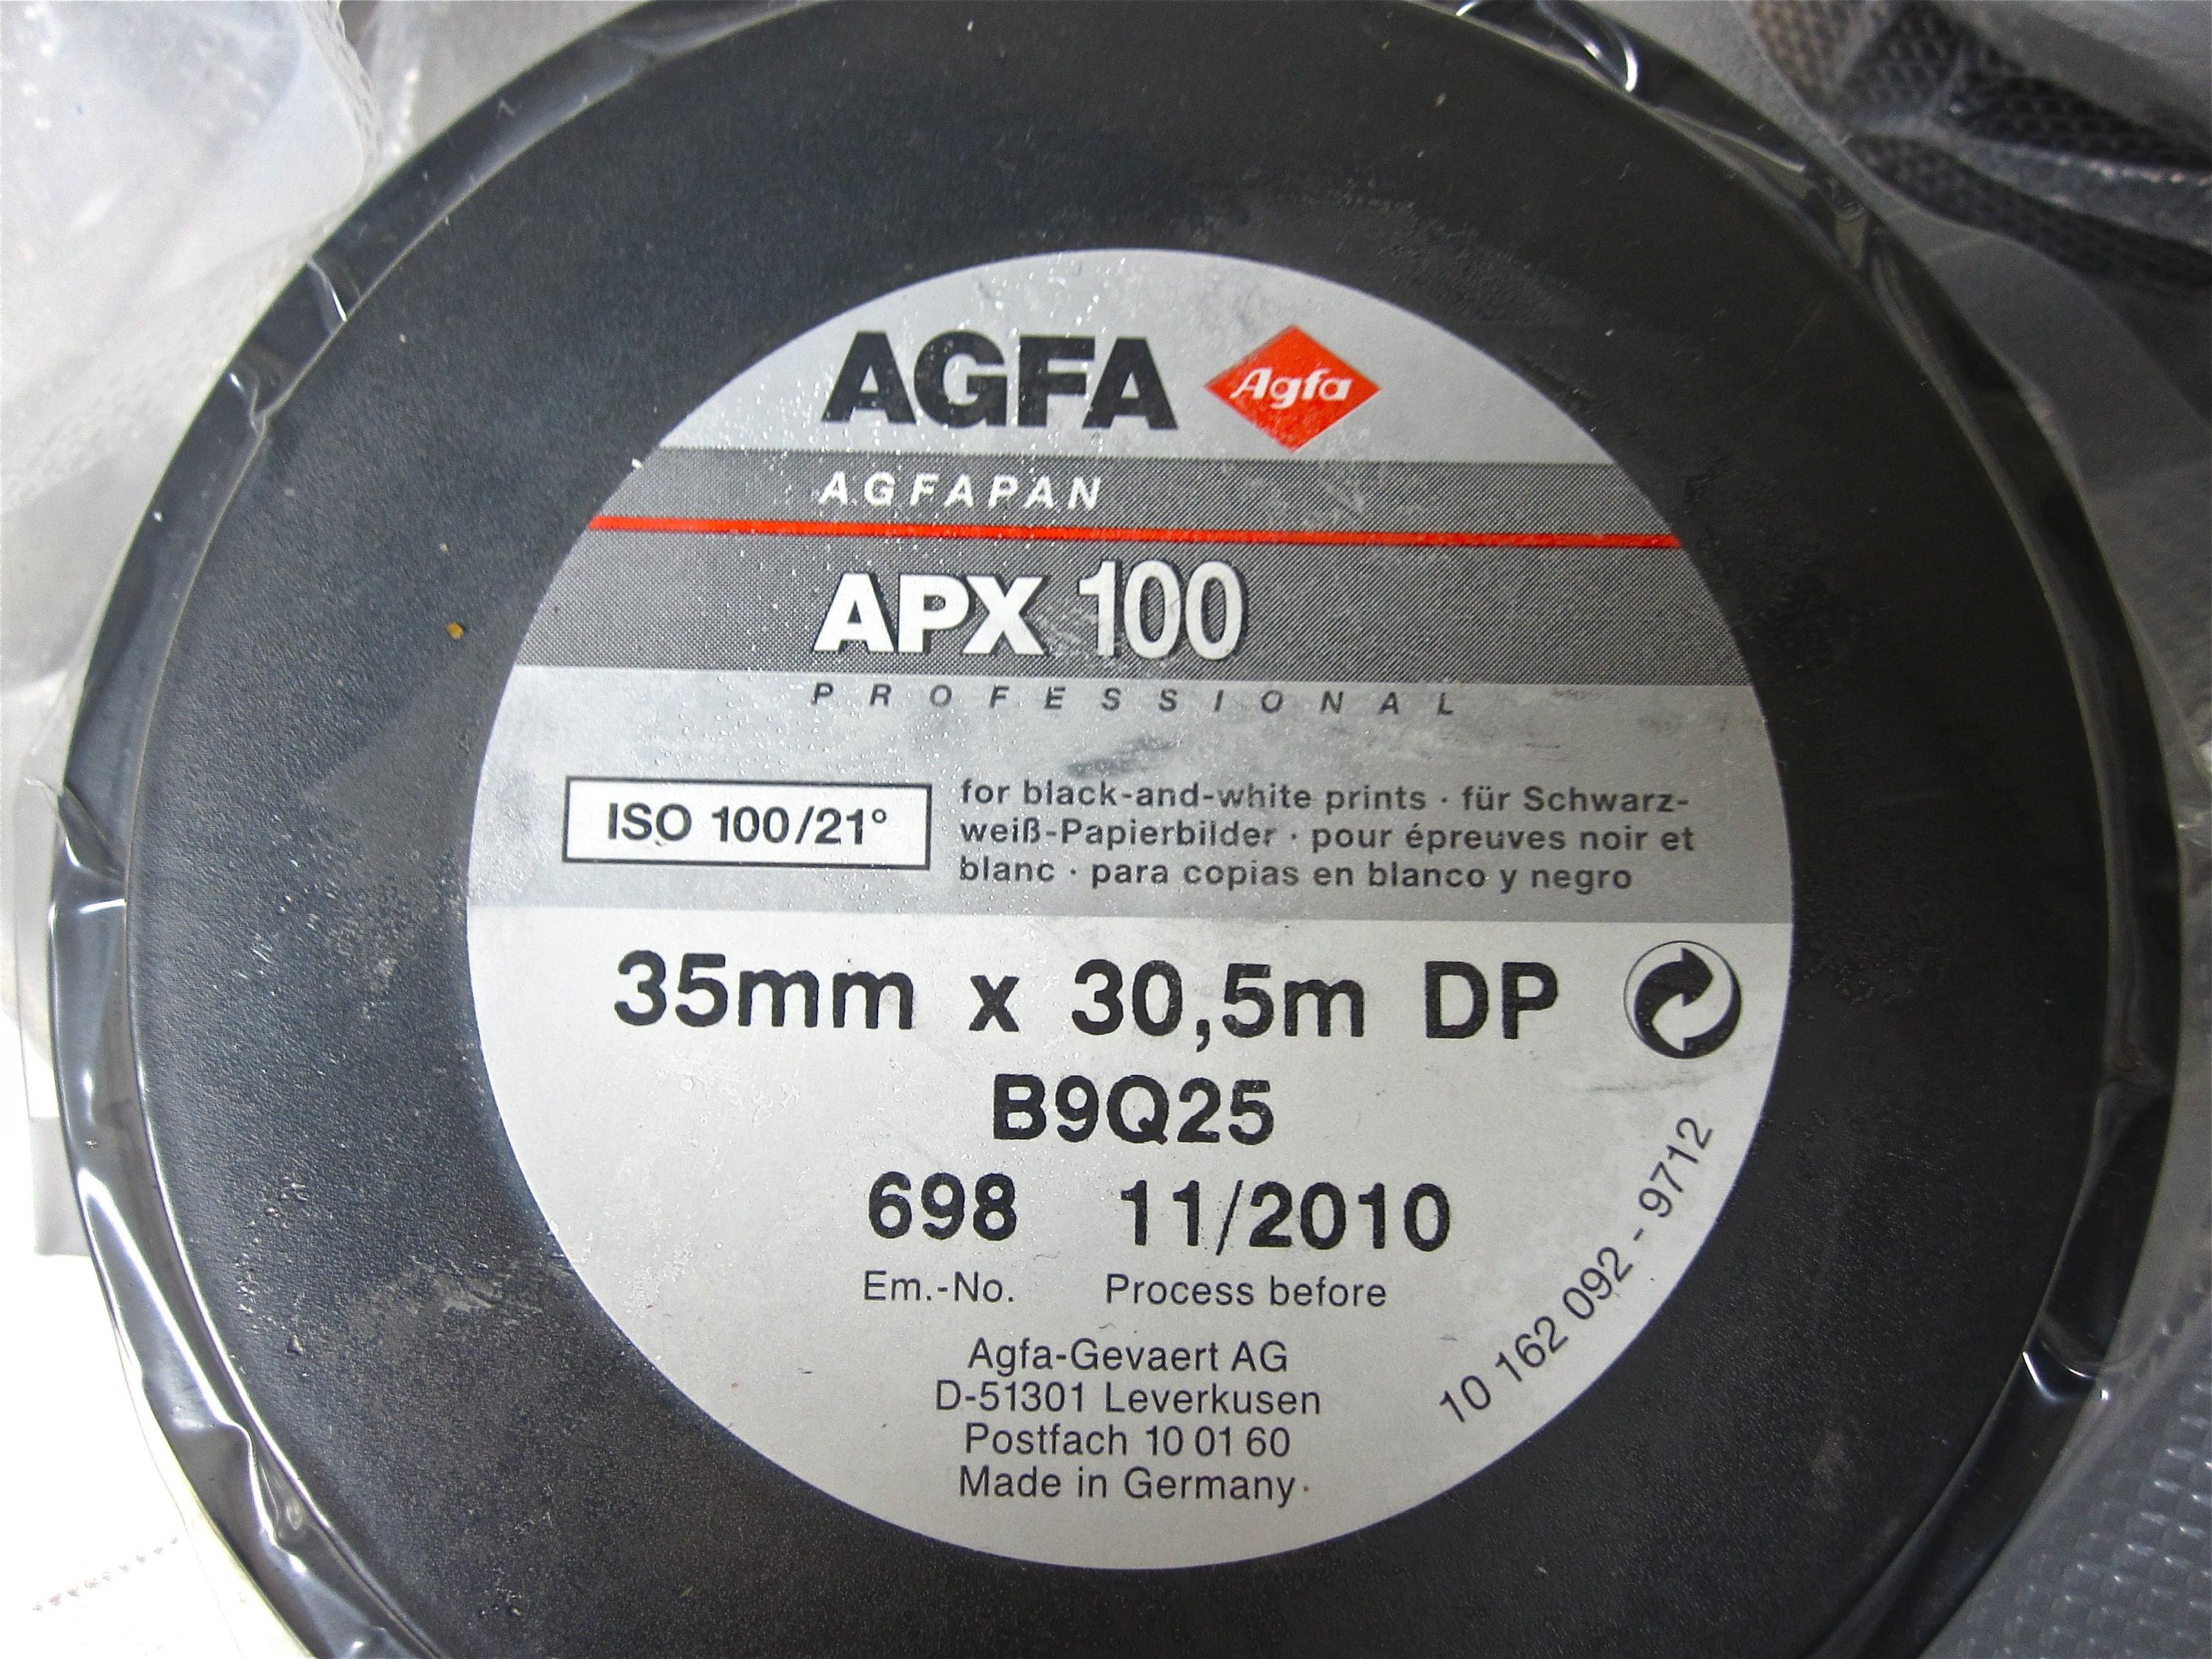 AGFA Agfa
AGFAPAN
APX 100
PROFESSIONAL
ISO 100/21°
for black-and-white prints · für Schwarz-
weiß-Papierbilder · pour épreuves noir et
blanc · para copias en blanco y negro
35mm x 30,5m DP
B9Q25
698 11/2010
Em.-No. Process before
Agfa-Gevaert AG
D-51301 Leverkusen
Postfach 10 01 60
Made in Germany
10 162 092 - 9712